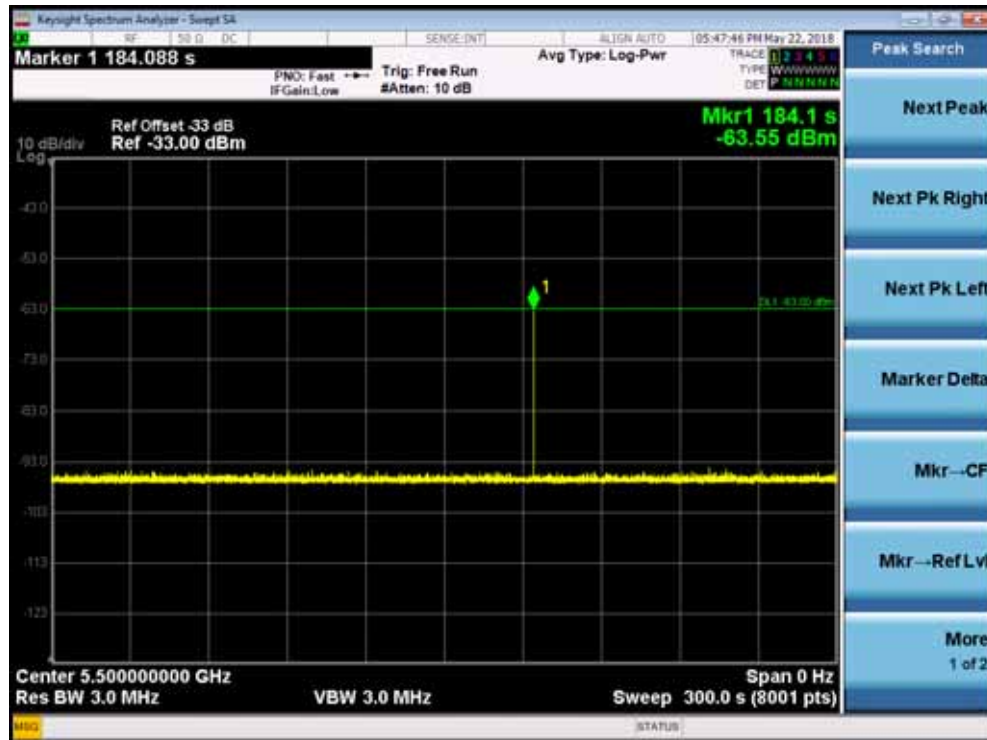 Keysight Spectrum Analyzer - Swept SA
RF 50 Ω DC SENSE:INT ALIGN AUTO 05:47:46 PM May 22, 2018
Marker 1 184.088 s
Avg Type: Log-Pwr
TRACE 1 2 3 4 5 6
PNO: Fast Trig: Free Run
TYPE WWWWWW
IFGain:Low #Atten: 10 dB
DET P N N N N N
Peak Search
Mkr1 184.1 s
-63.55 dBm
Ref Offset -33 dB
10 dB/div Ref -33.00 dBm
Log
-43.0
-53.0
1
DL1 -63.00 dBm
-63.0
-73.0
-83.0
-93.0
-103
-113
-123
Center 5.500000000 GHz Span 0 Hz
Res BW 3.0 MHz VBW 3.0 MHz Sweep 300.0 s (8001 pts)
MSG STATUS
Next Peak
Next Pk Right
Next Pk Left
Marker Delta
Mkr→CF
Mkr→Ref Lvl
More
1 of 2